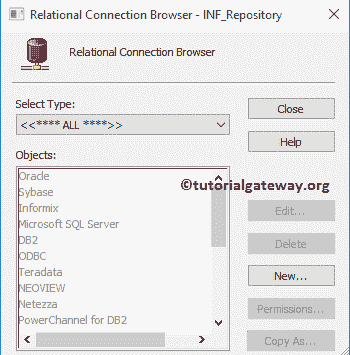 Relational Connection Browser - INF_Repository
Relational Connection Browser
Select Type:
<<**** ALL ****>>
Close
Help
Objects:
Oracle
Sybase
Informix
Microsoft SQL Server
DB2
ODBC
Teradata
NEOVIEW
Netezza
PowerChannel for DB2
©tutorialgateway.org
Edit...
Delete
New...
Permissions...
Copy As...